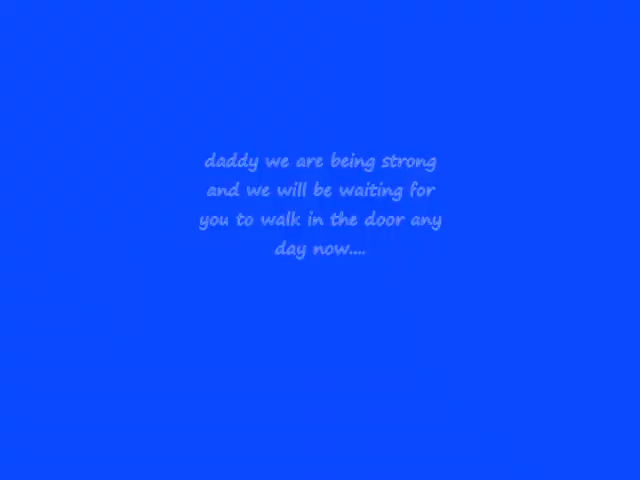 daddy we are being strong
and we will be waiting for
you to walk in the door any
day now....